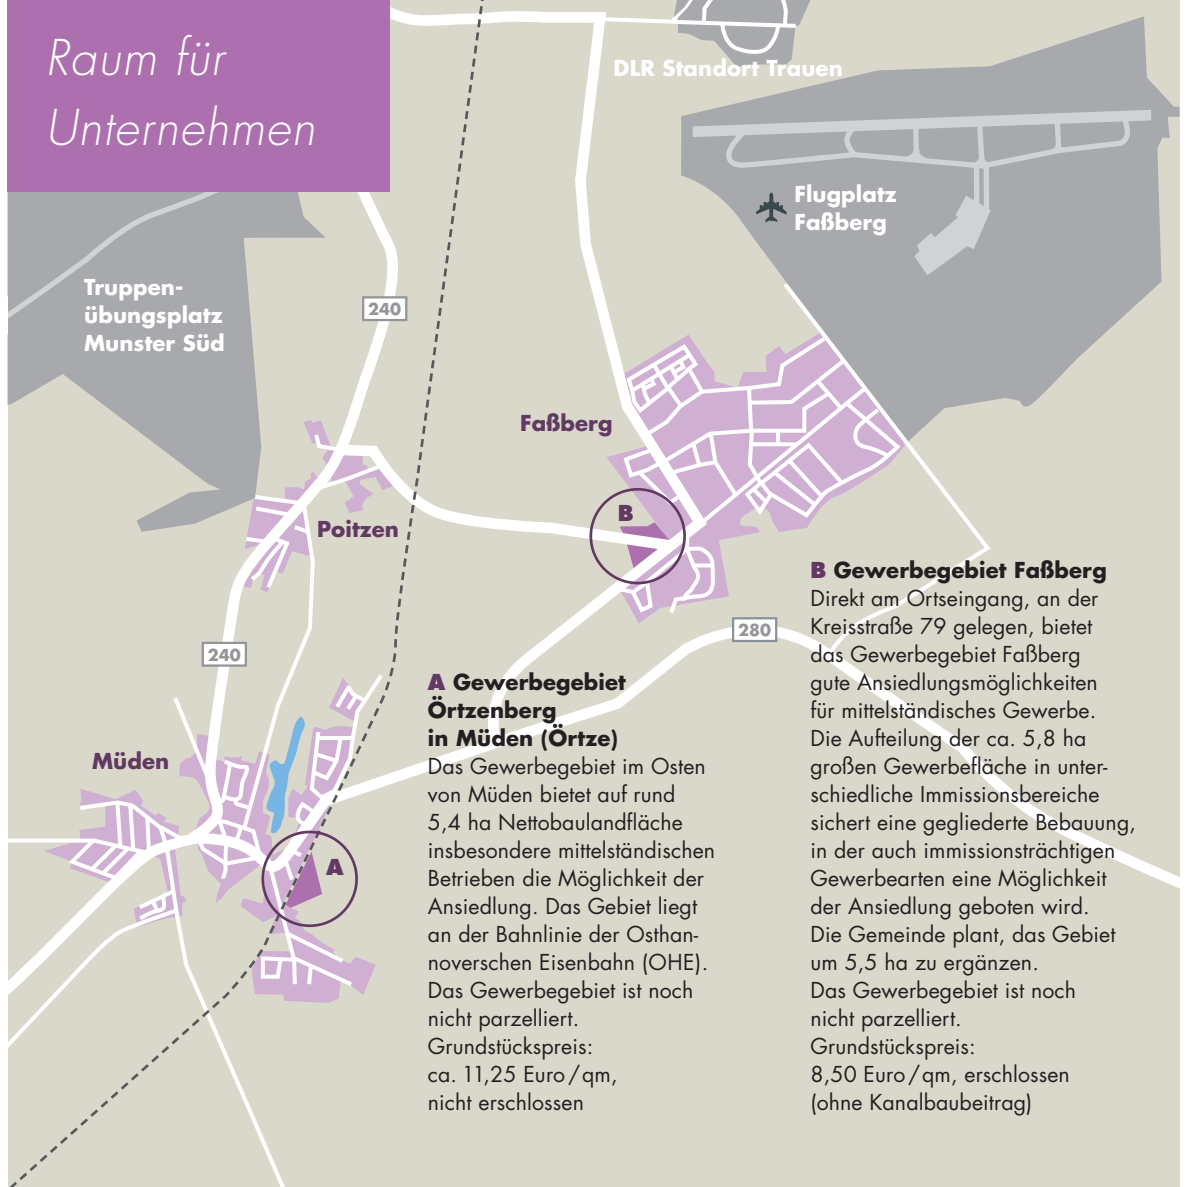 Raum für
Unternehmen
DLR Standort Trauen
Flugplatz
Faßberg
Truppen-
übungsplatz
Munster Süd
240
Faßberg
B
Poitzen
240
280
Müden
A
A Gewerbegebiet
Örtzenberg
in Müden (Örtze)
Das Gewerbegebiet im Osten
von Müden bietet auf rund
5,4 ha Nettobaulandfläche
insbesondere mittelständischen
Betrieben die Möglichkeit der
Ansiedlung. Das Gebiet liegt
an der Bahnlinie der Osthan-
noverschen Eisenbahn (OHE).
Das Gewerbegebiet ist noch
nicht parzelliert.
Grundstückspreis:
ca. 11,25 Euro/qm,
nicht erschlossen
B Gewerbegebiet Faßberg
Direkt am Ortseingang, an der
Kreisstraße 79 gelegen, bietet
das Gewerbegebiet Faßberg
gute Ansiedlungsmöglichkeiten
für mittelständisches Gewerbe.
Die Aufteilung der ca. 5,8 ha
großen Gewerbefläche in unter-
schiedliche Immissionsbereiche
sichert eine gegliederte Bebauung,
in der auch immissionsträchtigen
Gewerbearten eine Möglichkeit
der Ansiedlung geboten wird.
Die Gemeinde plant, das Gebiet
um 5,5 ha zu ergänzen.
Das Gewerbegebiet ist noch
nicht parzelliert.
Grundstückspreis:
8,50 Euro/qm, erschlossen
(ohne Kanalbaubeitrag)